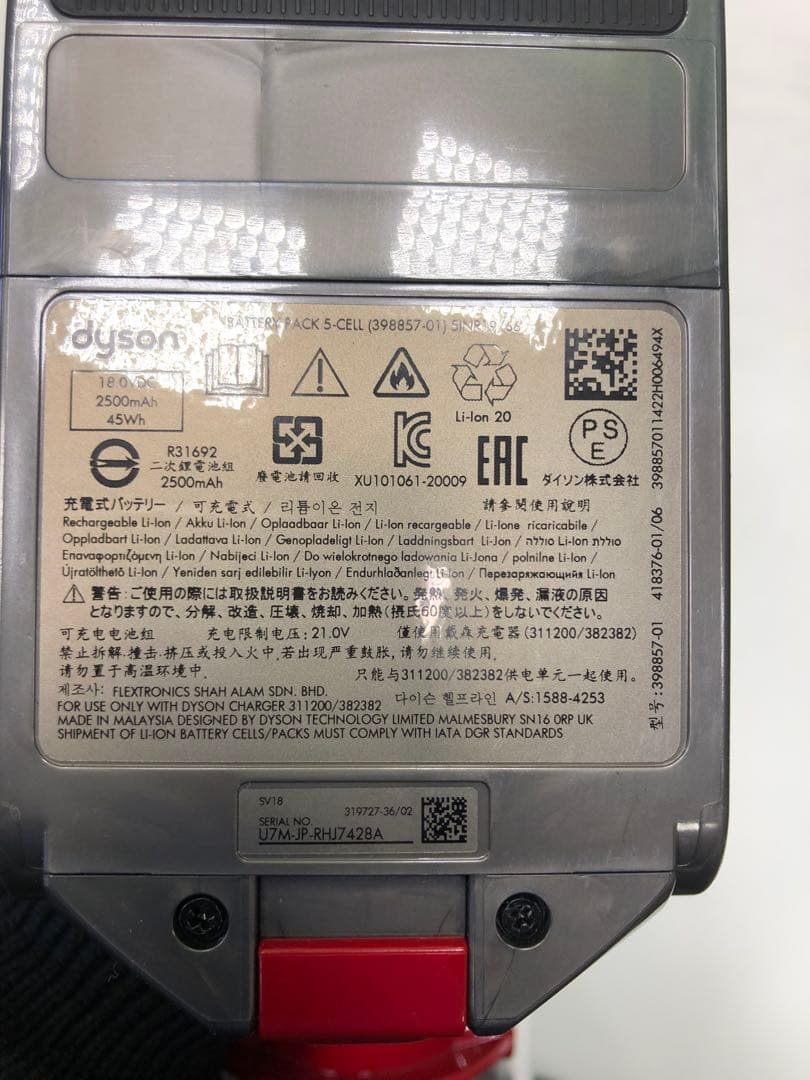 dyson
BATTERY PACK 5-CELL (398857-01) 5INR19/66
18.0VDC
2500mAh
45Wh
Li-Ion 20
PS
E
R31692
二次鋰電池組
2500mAh
廢電池請回收
XU101061-20009
EAC
ダイソン株式会社
充電式バッテリー / 可充電式 / 리튬이온 전지
請參閱使用說明
Rechargeable Li-Ion / Akku Li-Ion / Oplaadbaar Li-Ion / Li-Ion recargeable / Li-Ione ricaricabile /
Oppladbart Li-Ion / Ladattava Li-Ion / Genopladeligt Li-Ion / Laddningsbart Li-Jon / סוללת Li-Ion סוללה /
Επαναφορτιζόμενη Li-Ion / Nabíjecí Li-Ion / Do wielokrotnego ładowania Li-Jona / polnilne Li-Ion /
Újratölthető Li-Ion / Yeniden şarj edilebilir Li-Iyon / Endurhlaðanlegt Li-Ion / Перезаряжающийся Li-Ion
警告: ご使用の際には取扱説明書をお読みください。発熱、発火、爆発、漏液の原因
となりますので、分解、改造、圧壊、焼却、加熱(摂氏60度以上)をしないでください。
可充电电池组 充电限制电压: 21.0V 仅使用戴森充电器 (311200/382382)
禁止拆解.撞击.挤压或投入火中.若出现严重鼓胀, 请勿继续使用.
请勿置于高温环境中. 只能与311200/382382供电单元一起使用。
제조사: FLEXTRONICS SHAH ALAM SDN. BHD.
다이슨 헬프라인 A/S:1588-4253
FOR USE ONLY WITH DYSON CHARGER 311200/382382
MADE IN MALAYSIA DESIGNED BY DYSON TECHNOLOGY LIMITED MALMESBURY SN16 0RP UK
SHIPMENT OF LI-ION BATTERY CELLS/PACKS MUST COMPLY WITH IATA DGR STANDARDS
型号:398857-01 418376-01/06 398857011422H006494X
SV18
319727-36/02
SERIAL NO.
U7M-JP-RHJ7428A